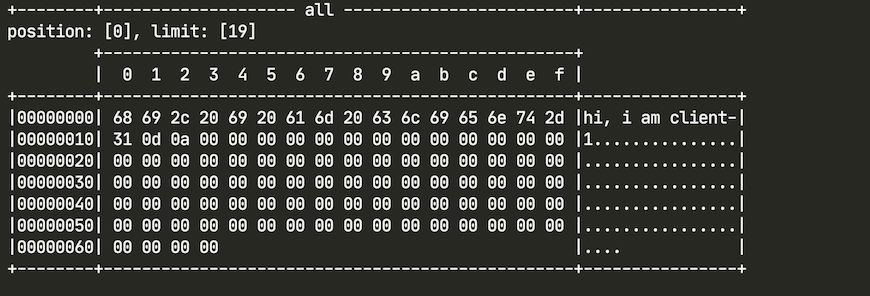 +--------+-------------------- all ------------------------+----------------+
position: [0], limit: [19]
         +-------------------------------------------------+
         |  0  1  2  3  4  5  6  7  8  9  a  b  c  d  e  f |
+--------+-------------------------------------------------+----------------+
|00000000| 68 69 2c 20 69 20 61 6d 20 63 6c 69 65 6e 74 2d |hi, i am client-|
|00000010| 31 0d 0a 00 00 00 00 00 00 00 00 00 00 00 00 00 |1...............|
|00000020| 00 00 00 00 00 00 00 00 00 00 00 00 00 00 00 00 |................|
|00000030| 00 00 00 00 00 00 00 00 00 00 00 00 00 00 00 00 |................|
|00000040| 00 00 00 00 00 00 00 00 00 00 00 00 00 00 00 00 |................|
|00000050| 00 00 00 00 00 00 00 00 00 00 00 00 00 00 00 00 |................|
|00000060| 00 00 00 00                                     |....            |
+--------+-------------------------------------------------+----------------+